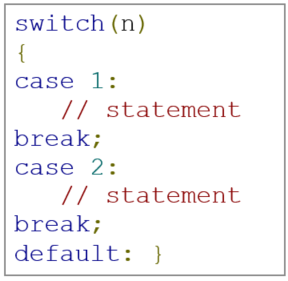 switch(n)
{
case 1:
// statement
break;
case 2:
// statement
break;
default: }